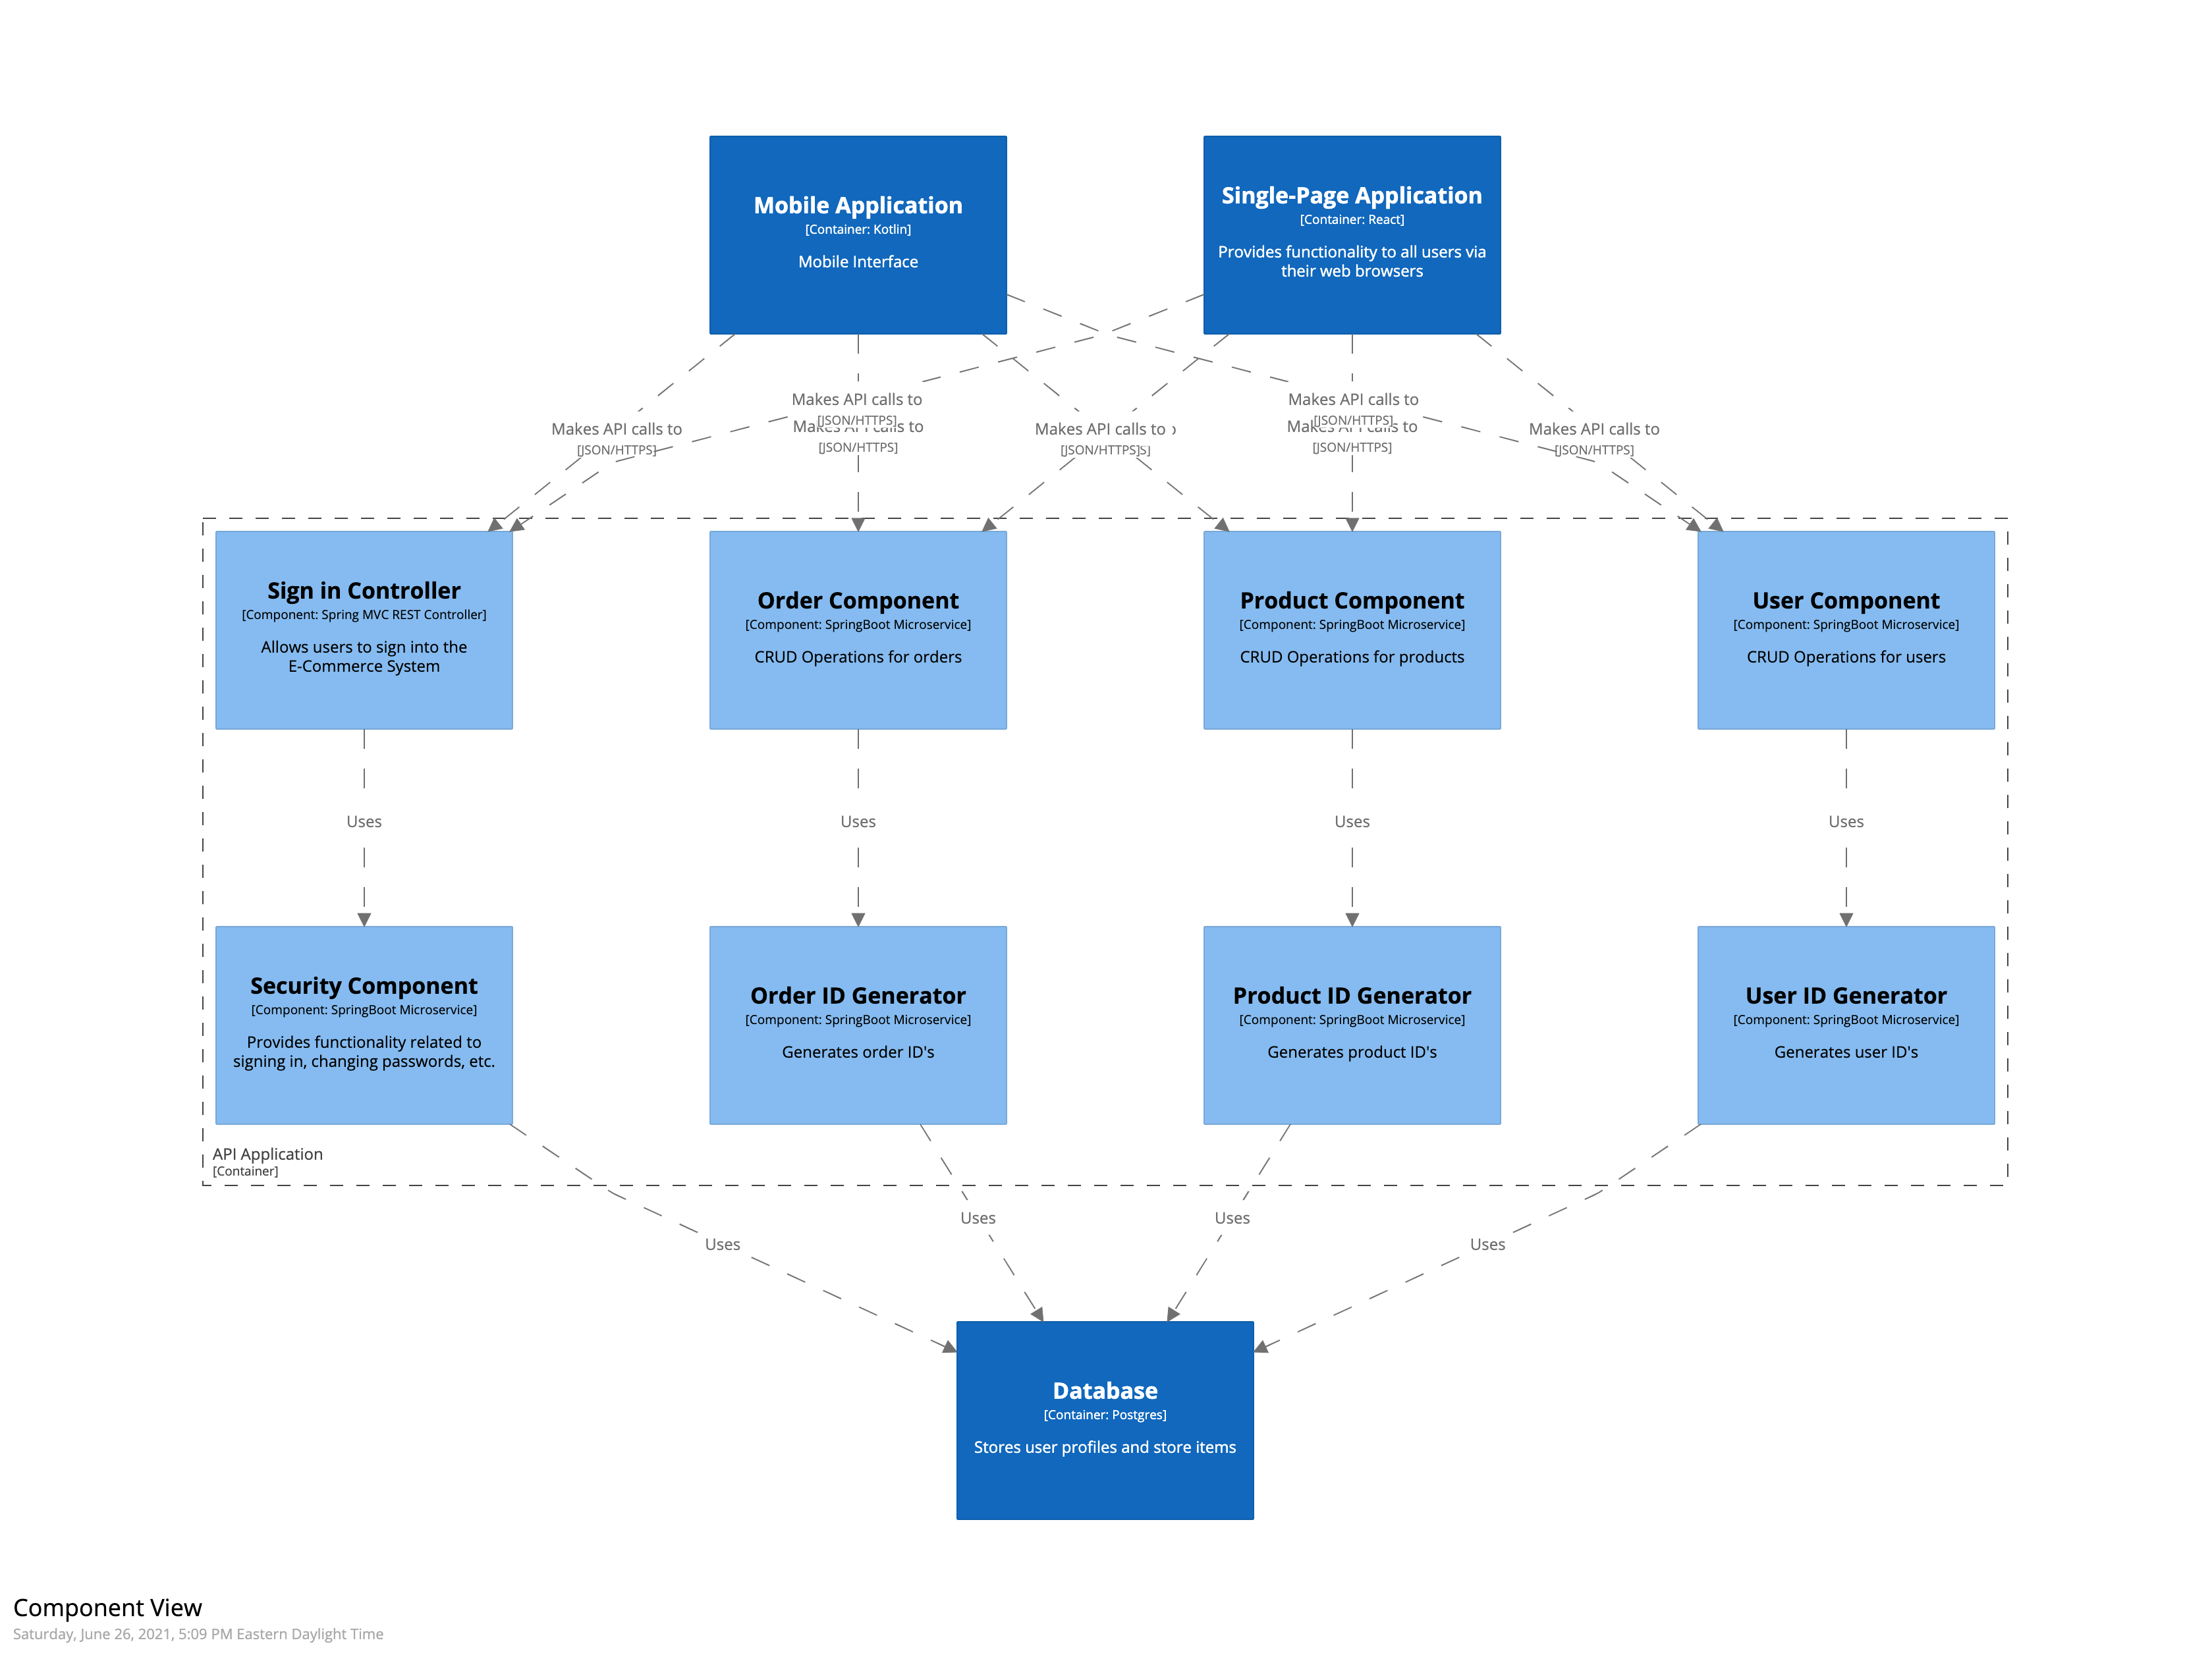 Mobile Application
[Container: Kotlin]
Mobile Interface
Single-Page Application
[Container: React]
Provides functionality to all users via
their web browsers
Makes API calls to
[JSON/HTTPS]
Makes API calls to
[JSON/HTTPS]
Makes API calls to
[JSON/HTTPS]
Makes API calls to
[JSON/HTTPS]
Makes API calls to
[JSON/HTTPS]
Makes API calls to
[JSON/HTTPS]
Makes API calls to
[JSON/HTTPS]
Sign in Controller
[Component: Spring MVC REST Controller]
Allows users to sign into the
E-Commerce System
Order Component
[Component: SpringBoot Microservice]
CRUD Operations for orders
Product Component
[Component: SpringBoot Microservice]
CRUD Operations for products
User Component
[Component: SpringBoot Microservice]
CRUD Operations for users
Uses
Uses
Uses
Uses
Security Component
[Component: SpringBoot Microservice]
Provides functionality related to
signing in, changing passwords, etc.
Order ID Generator
[Component: SpringBoot Microservice]
Generates order ID's
Product ID Generator
[Component: SpringBoot Microservice]
Generates product ID's
User ID Generator
[Component: SpringBoot Microservice]
Generates user ID's
API Application
[Container]
Uses
Uses
Uses
Uses
Database
[Container: Postgres]
Stores user profiles and store items
Component View
Saturday, June 26, 2021, 5:09 PM Eastern Daylight Time